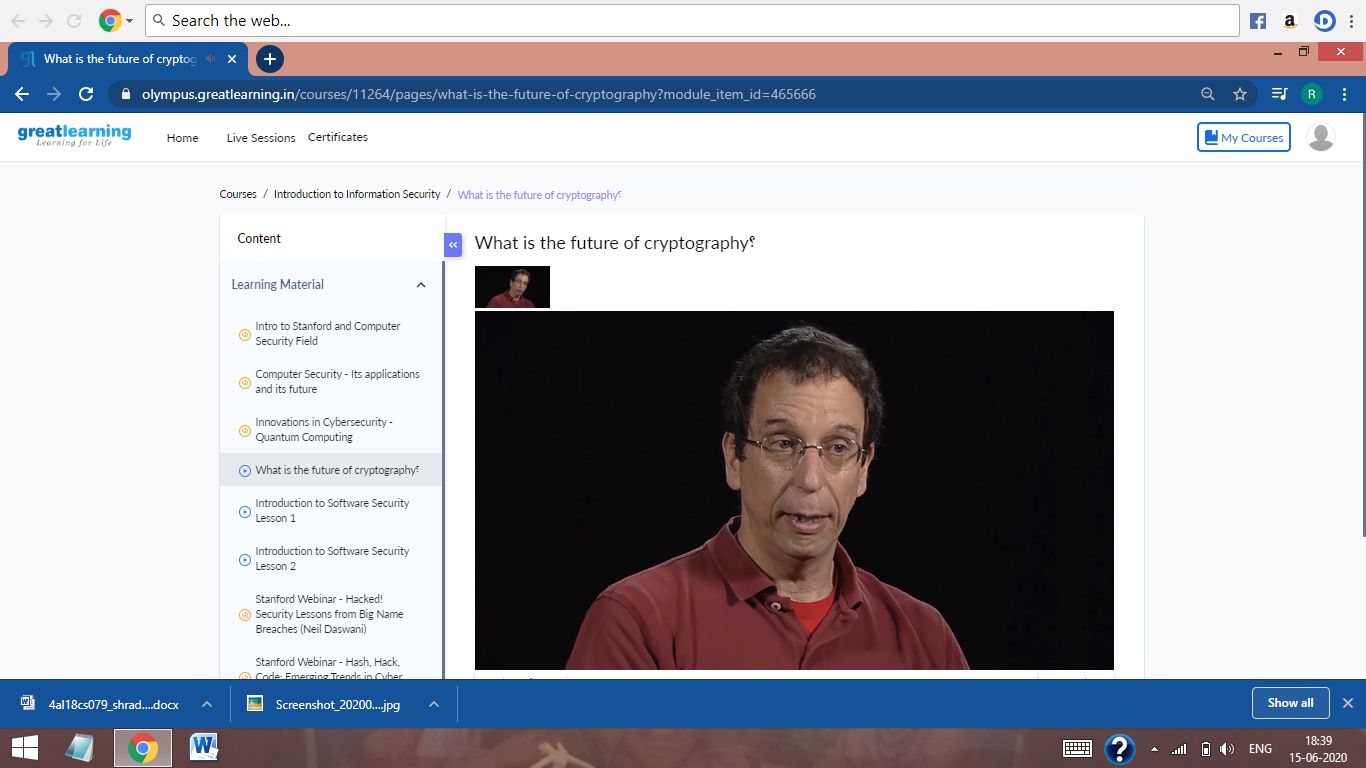 Search the web...
What is the future of cryptog
olympus.greatlearning.in/courses/11264/pages/what-is-the-future-of-cryptography?module_item_id=465666
R
greatlearning
Learning for Life
Home
Live Sessions
Certificates
My Courses
Courses / Introduction to Information Security / What is the future of cryptography؟
Content
Learning Material
Intro to Stanford and Computer
Security Field
Computer Security - Its applications
and its future
Innovations in Cybersecurity -
Quantum Computing
What is the future of cryptography؟
Introduction to Software Security
Lesson 1
Introduction to Software Security
Lesson 2
Stanford Webinar - Hacked!
Security Lessons from Big Name
Breaches (Neil Daswani)
Stanford Webinar - Hash, Hack,
Code: Emerging Trends in Cyber
What is the future of cryptography؟
4al18cs079_shrad....docx
Screenshot_20200....jpg
Show all
ENG
18:39
15-06-2020